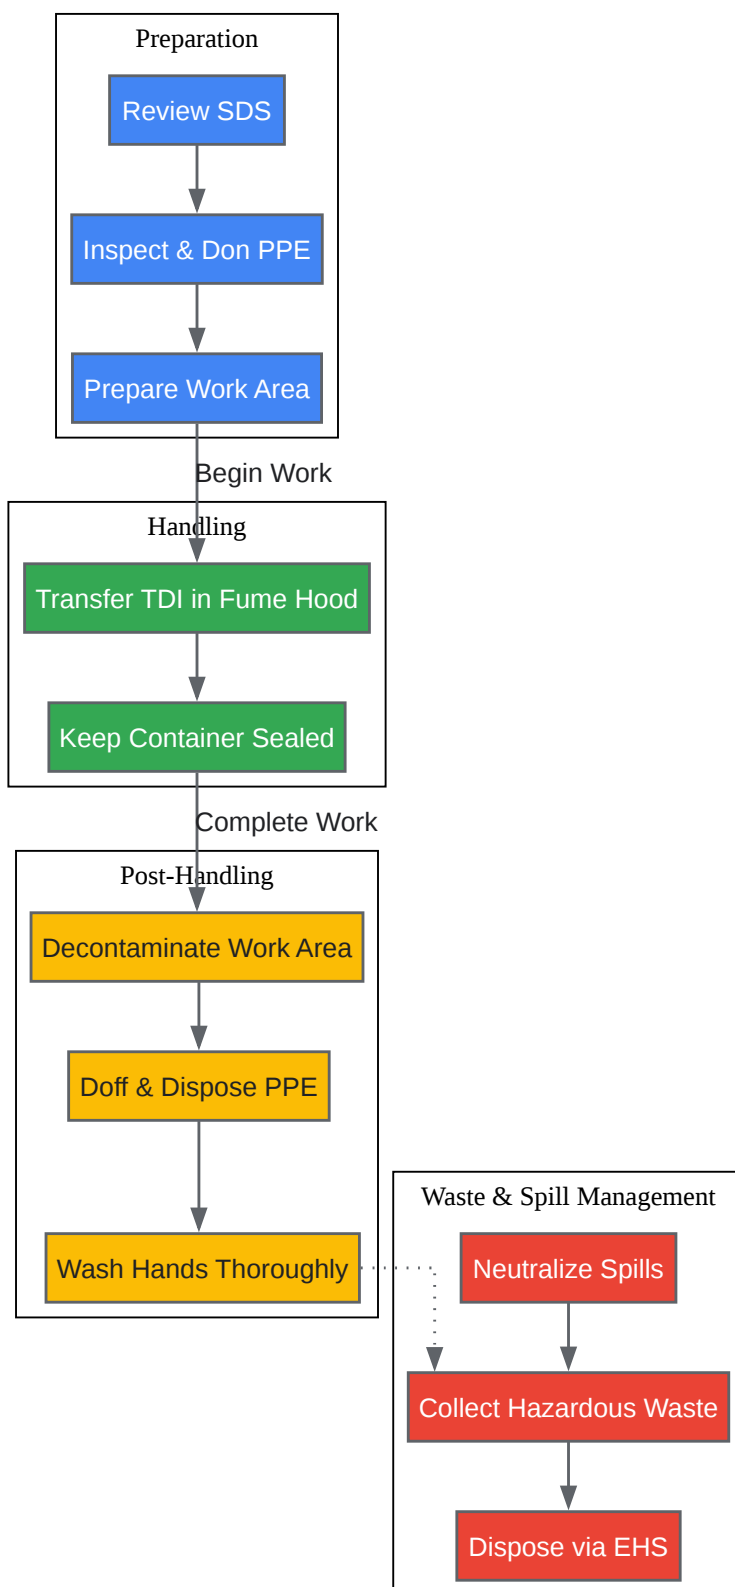 Preparation
Review SDS
Inspect & Don PPE
Prepare Work Area
Begin Work
Handling
Transfer TDI in Fume Hood
Keep Container Sealed
Complete Work
Post-Handling
Decontaminate Work Area
Doff & Dispose PPE
Wash Hands Thoroughly
Waste & Spill Management
Neutralize Spills
Collect Hazardous Waste
Dispose via EHS